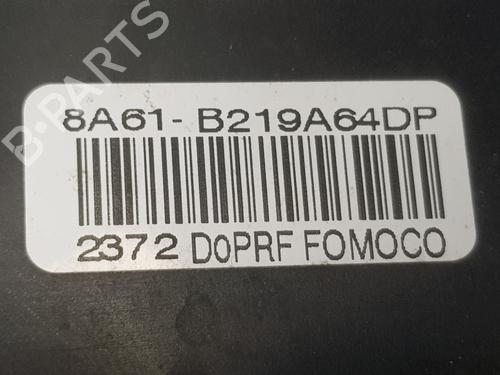 B-PARTS
8A61- B219A64DP
2372 D0PRF FOMOCO